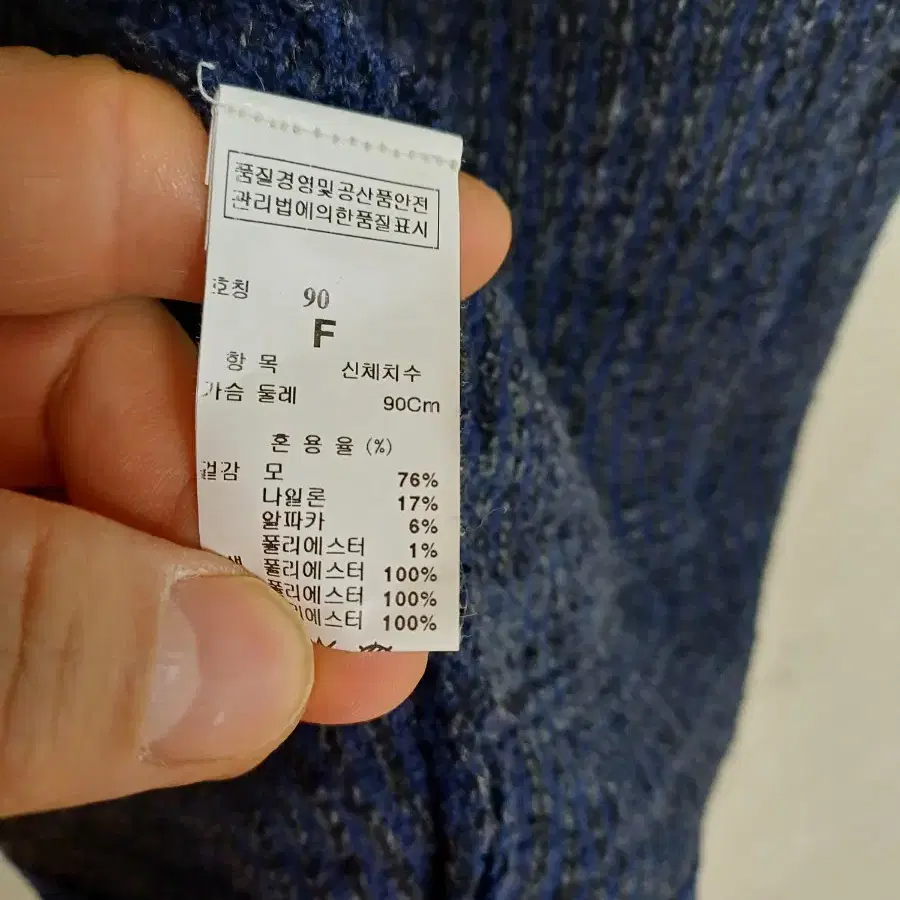 품질경영및공산품안전
관리법에의한품질표시
호칭 90
F
항 목 신체치수
가슴 둘레 90Cm
혼 용 율 (%)
겉감 모 76%
나일론 17%
알파카 6%
폴리에스터 1%
폴리에스터 100%
폴리에스터 100%
폴리에스터 100%